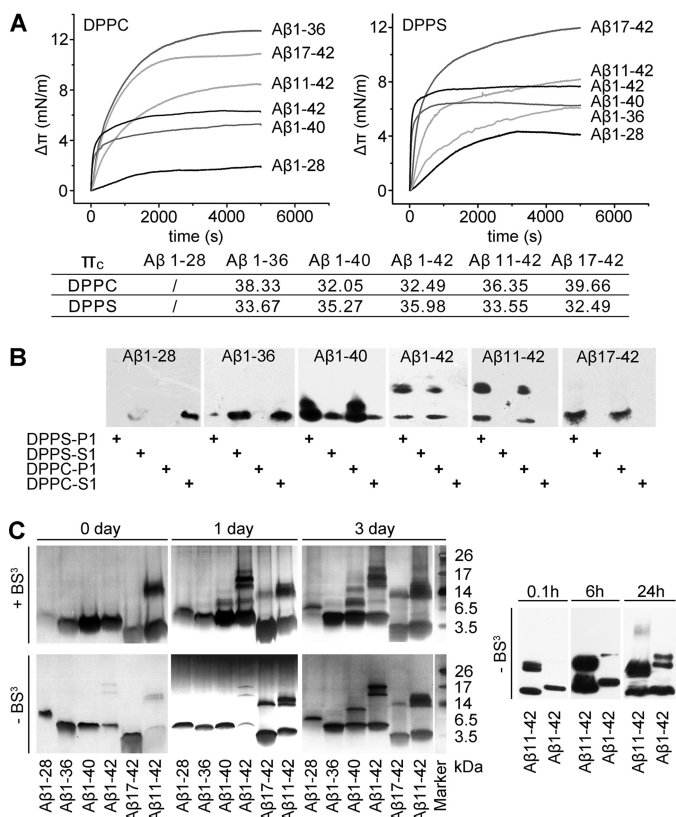 A
DPPC
Δπ (mN/m)
12
8
4
0
0 2000 4000 6000
time (s)
Aβ1-36
Aβ17-42
Aβ11-42
Aβ1-42
Aβ1-40
Aβ1-28
DPPS
Δπ (mN/m)
12
8
4
0
0 2000 4000 6000
time (s)
Aβ17-42
Aβ11-42
Aβ1-42
Aβ1-40
Aβ1-36
Aβ1-28
πc Aβ 1-28 Aβ 1-36 Aβ 1-40 Aβ 1-42 Aβ 11-42 Aβ 17-42
DPPC / 38.33 32.05 32.49 36.35 39.66
DPPS / 33.67 35.27 35.98 33.55 32.49
B
Aβ1-28 Aβ1-36 Aβ1-40 Aβ1-42 Aβ11-42 Aβ17-42
DPPS-P1 + + + + + +
DPPS-S1 + + + + + +
DPPC-P1 + + + + + +
DPPC-S1 + + + + + +
C
0 day 1 day 3 day
+ BS³
26
17
14
6.5
3.5
- BS³
26
17
14
6.5
3.5
kDa
Aβ1-28 Aβ1-36 Aβ1-40 Aβ1-42 Aβ17-42 Aβ11-42 Aβ1-28 Aβ1-36 Aβ1-40 Aβ1-42 Aβ17-42 Aβ11-42 Aβ1-28 Aβ1-36 Aβ1-40 Aβ1-42 Aβ17-42 Aβ11-42 Marker
0.1h 6h 24h
- BS³
Aβ11-42 Aβ1-42 Aβ11-42 Aβ1-42 Aβ11-42 Aβ1-42